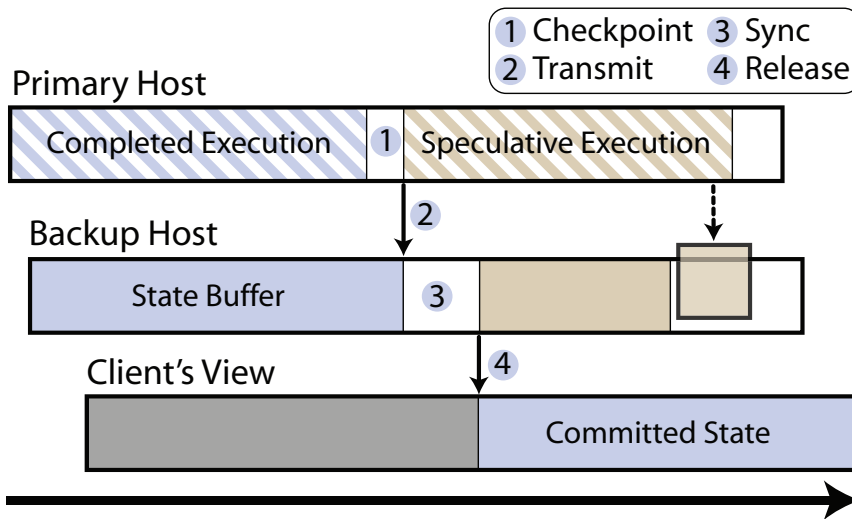 1 Checkpoint 3 Sync
2 Transmit 4 Release
Primary Host
Completed Execution 1 Speculative Execution
2
Backup Host
State Buffer 3
4
Client's View
Committed State